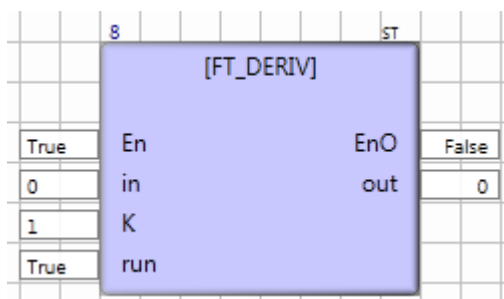 8 ST
[FT_DERIV]
True En EnO False
0 in out 0
1 K
True run